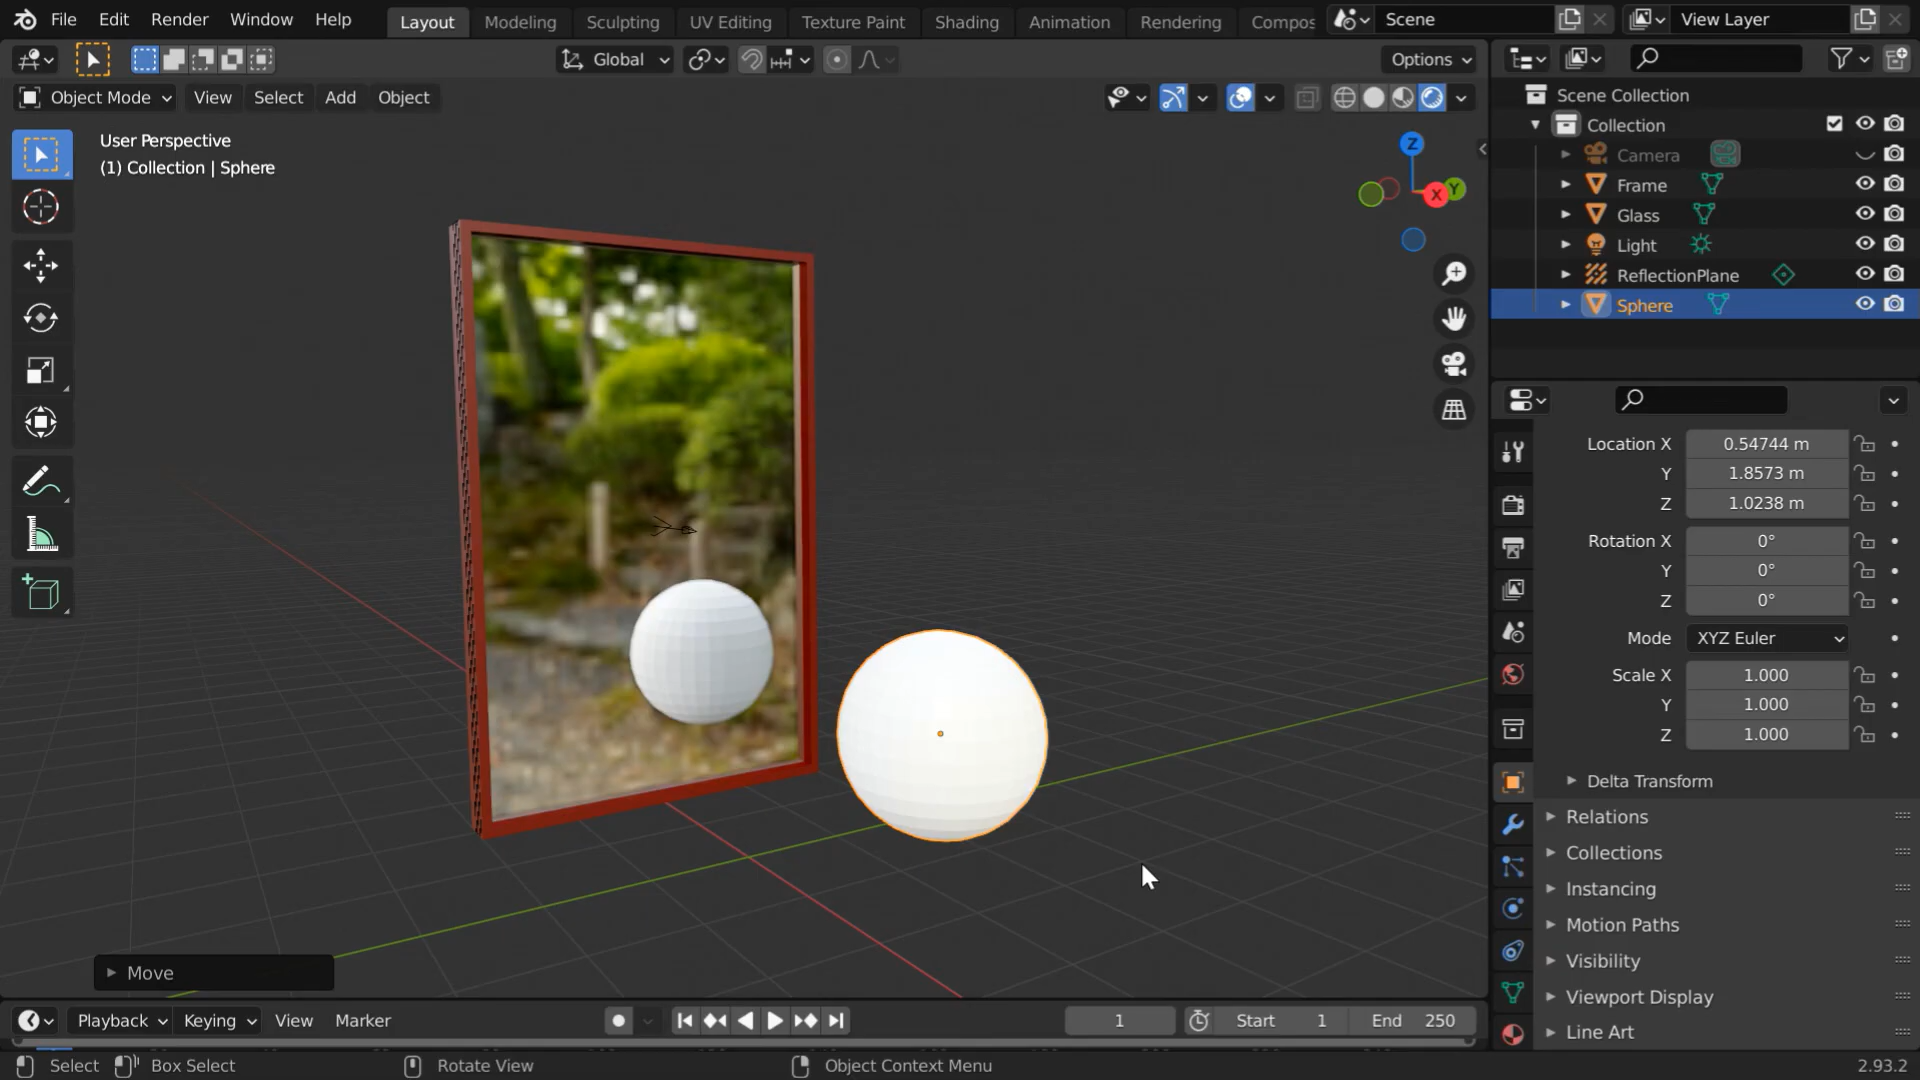 File Edit Render Window Help Layout Modeling Sculpting UV Editing Texture Paint Shading Animation Rendering Compos Scene View Layer
Global Options
Object Mode View Select Add Object
User Perspective
(1) Collection | Sphere
Z
X
Y
Scene Collection
Collection
Camera
Frame
Glass
Light
ReflectionPlane
Sphere
Location X 0.54744 m
Y 1.8573 m
Z 1.0238 m
Rotation X 0°
Y 0°
Z 0°
Mode XYZ Euler
Scale X 1.000
Y 1.000
Z 1.000
Delta Transform
Relations
Collections
Instancing
Motion Paths
Visibility
Viewport Display
Line Art
Move
Playback Keying View Marker 1 Start 1 End 250
Select Box Select Rotate View Object Context Menu 2.93.2